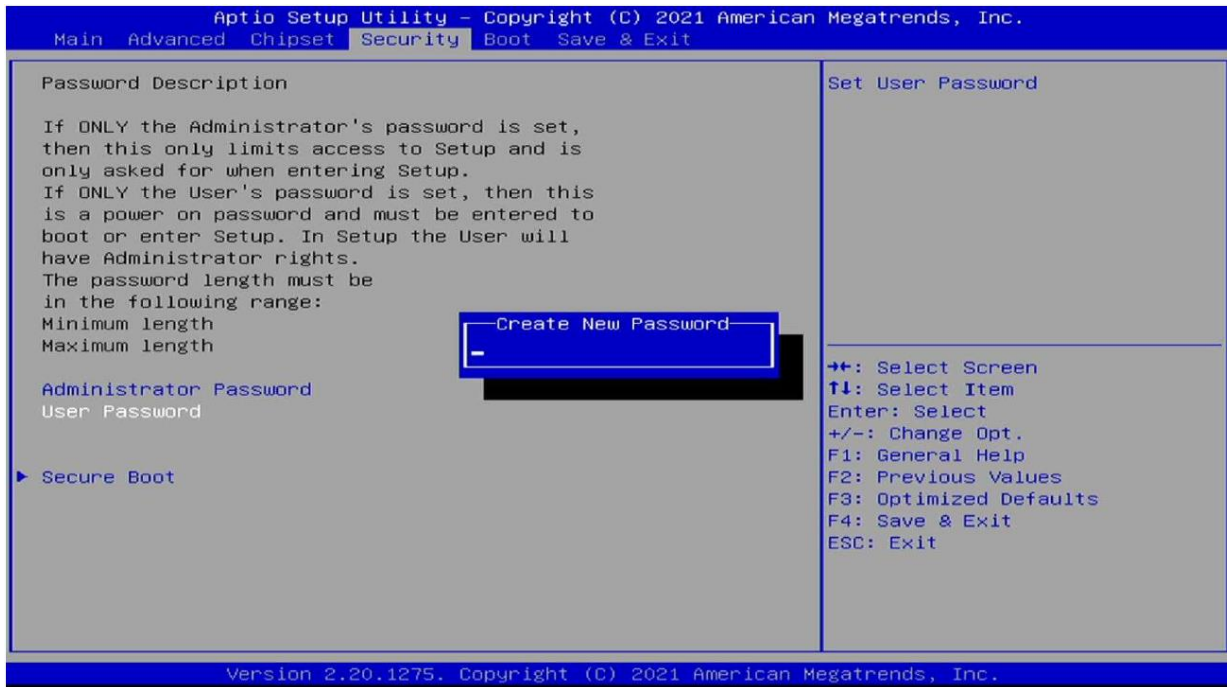 Aptio Setup Utility – Copyright (C) 2021 American Megatrends, Inc.
Main Advanced Chipset Security Boot Save & Exit
Password Description
If ONLY the Administrator's password is set,
then this only limits access to Setup and is
only asked for when entering Setup.
If ONLY the User's password is set, then this
is a power on password and must be entered to
boot or enter Setup. In Setup the User will
have Administrator rights.
The password length must be
in the following range:
Minimum length
Maximum length
Administrator Password
User Password
Secure Boot
Create New Password
Set User Password
→←: Select Screen
↑↓: Select Item
Enter: Select
+/-: Change Opt.
F1: General Help
F2: Previous Values
F3: Optimized Defaults
F4: Save & Exit
ESC: Exit
Version 2.20.1275. Copyright (C) 2021 American Megatrends, Inc.